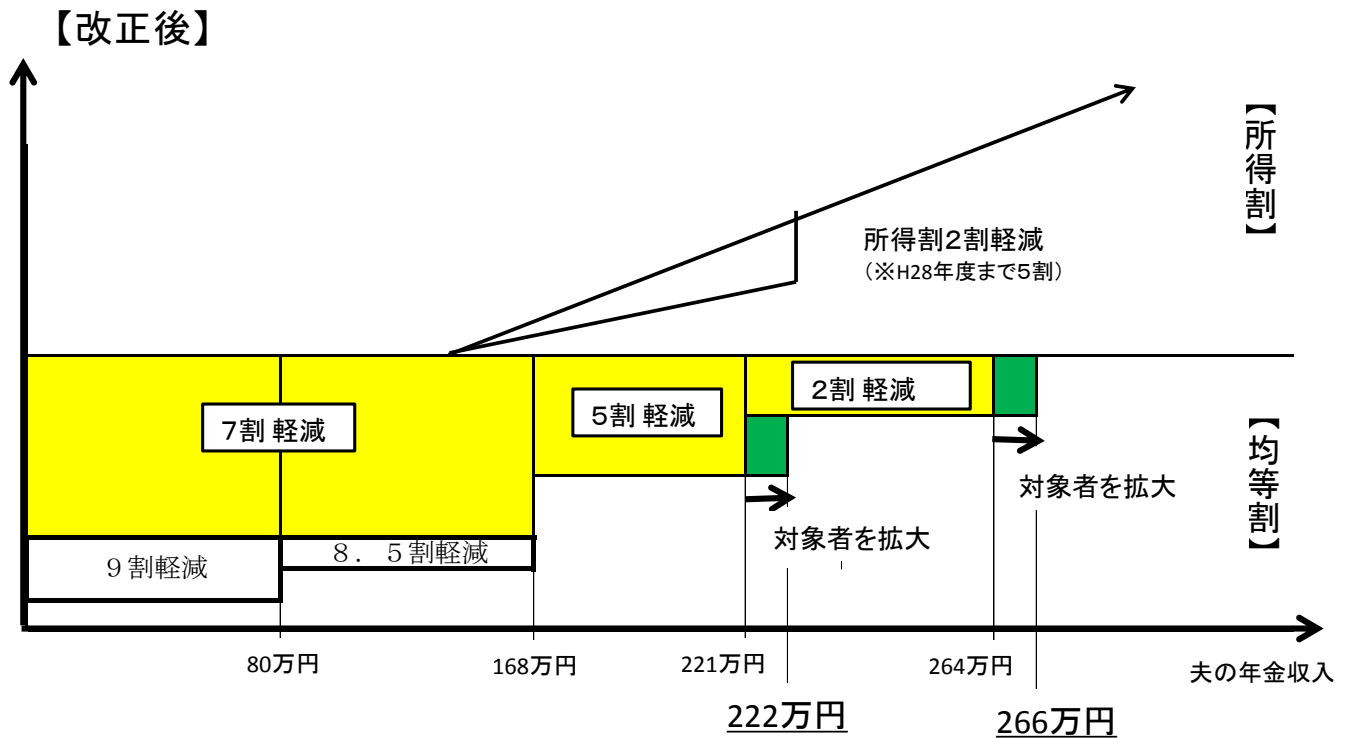 【改正後】
【所得割】
所得割２割軽減
（※H28年度まで５割）
7割 軽減
5割 軽減
2割 軽減
９割軽減
８．５割軽減
対象者を拡大
対象者を拡大
【均等割】
80万円
168万円
221万円
264万円
夫の年金収入
222万円
266万円